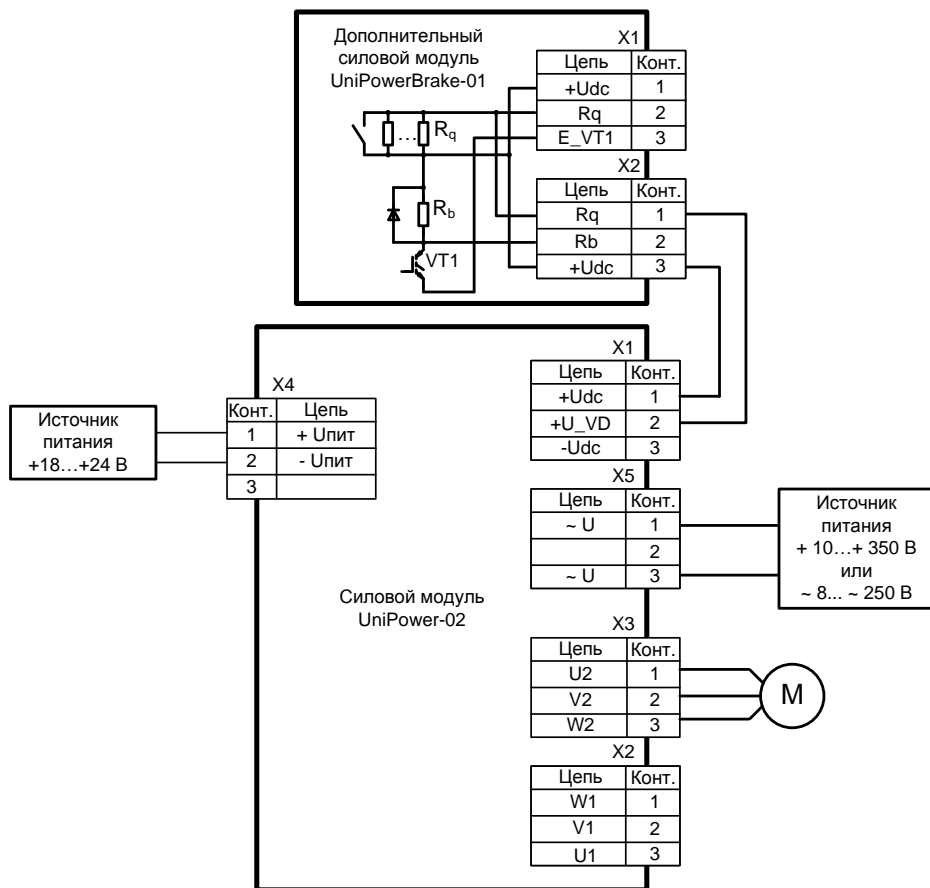 Дополнительный
силовой модуль
UniPowerBrake-01
X1
Цепь Конт.
+Udc 1
Rq 2
E_VT1 3
… Rq
X2
Цепь Конт.
Rq 1
Rb 2
+Udc 3
Rb
VT1
X1
Цепь Конт.
+Udc 1
+U_VD 2
-Udc 3
X4
Конт. Цепь
1 + Uпит
2 - Uпит
3
Источник
питания
+18...+24 В
X5
Цепь Конт.
~ U 1
2
~ U 3
Источник
питания
+ 10…+ 350 В
или
~ 8... ~ 250 В
Силовой модуль
UniPower-02
X3
Цепь Конт.
U2 1
V2 2
W2 3
М
X2
Цепь Конт.
W1 1
V1 2
U1 3